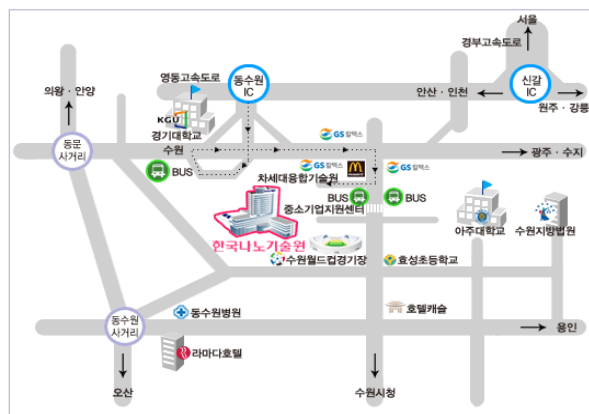 서울
경부고속도로
영동고속도로
동수원
IC
신갈
IC
의왕 · 안양
안산 · 인천
원주 · 강릉
KGU
경기대학교
GS칼텍스
동문
사거리
수원
광주 · 수지
BUS
GS칼텍스
McDonald's
GS칼텍스
차세대융합기술원
BUS
BUS
중소기업지원센터
한국나노기술원
아주대학교
수원지방법원
수원월드컵경기장
효성초등학교
동수원
사거리
동수원병원
호텔캐슬
용인
라마다호텔
오산
수원시청